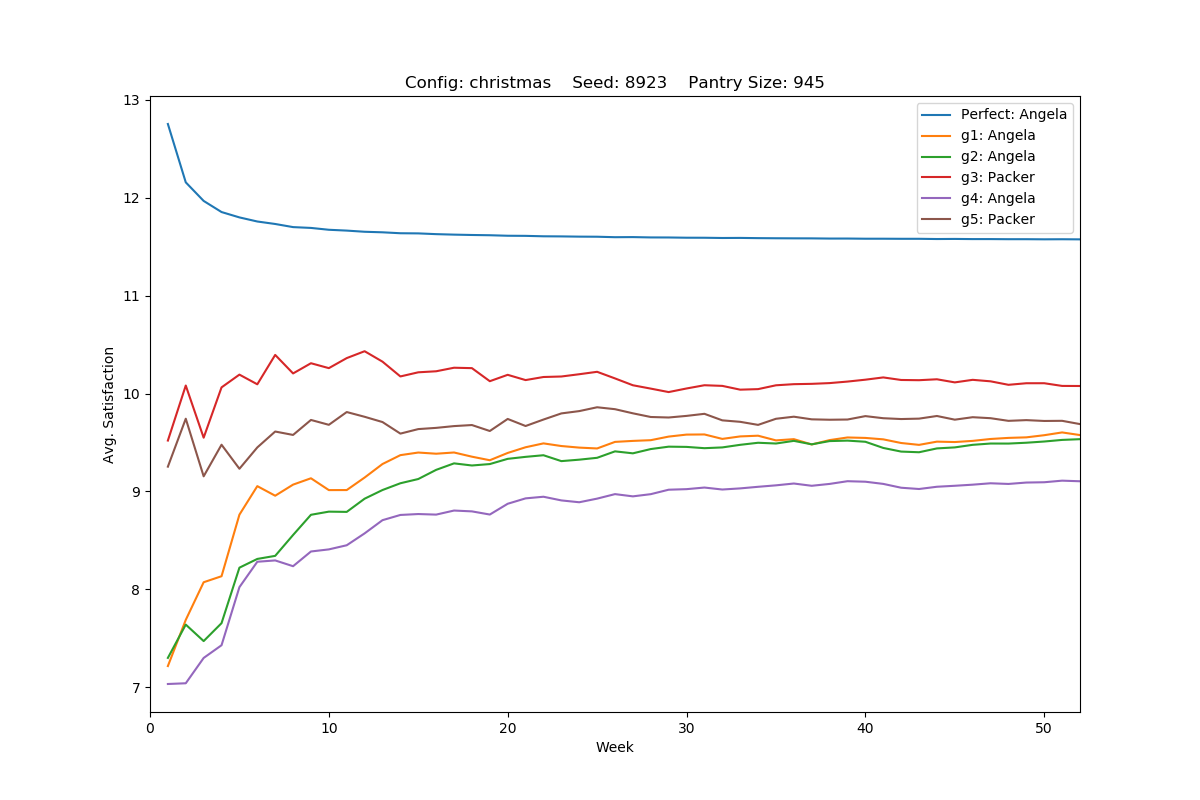 Config: christmas    Seed: 8923    Pantry Size: 945
13
12
11
10
9
8
7
Avg. Satisfaction
0 10 20 30 40 50
Week
Perfect: Angela
g1: Angela
g2: Angela
g3: Packer
g4: Angela
g5: Packer